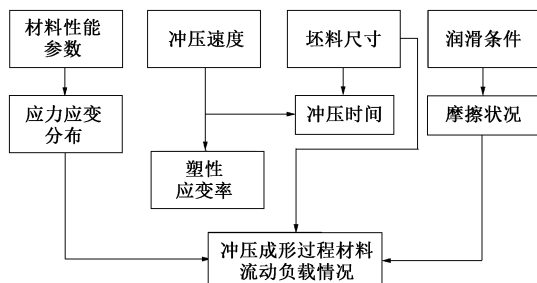 材料性能
参数
冲压速度
坯料尺寸
润滑条件
应力应变
分布
冲压时间
摩擦状况
塑性
应变率
冲压成形过程材料
流动负载情况